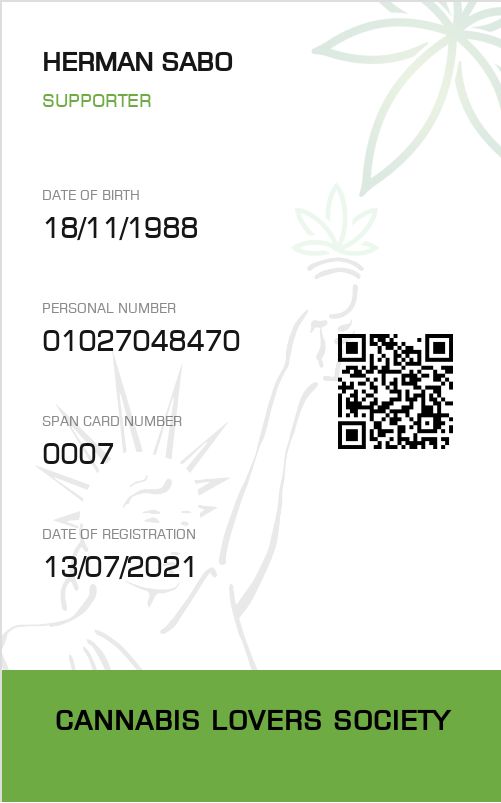 HERMAN SABO
SUPPORTER
DATE OF BIRTH
18/11/1988
PERSONAL NUMBER
01027048470
SPAN CARD NUMBER
0007
DATE OF REGISTRATION
13/07/2021
CANNABIS LOVERS SOCIETY